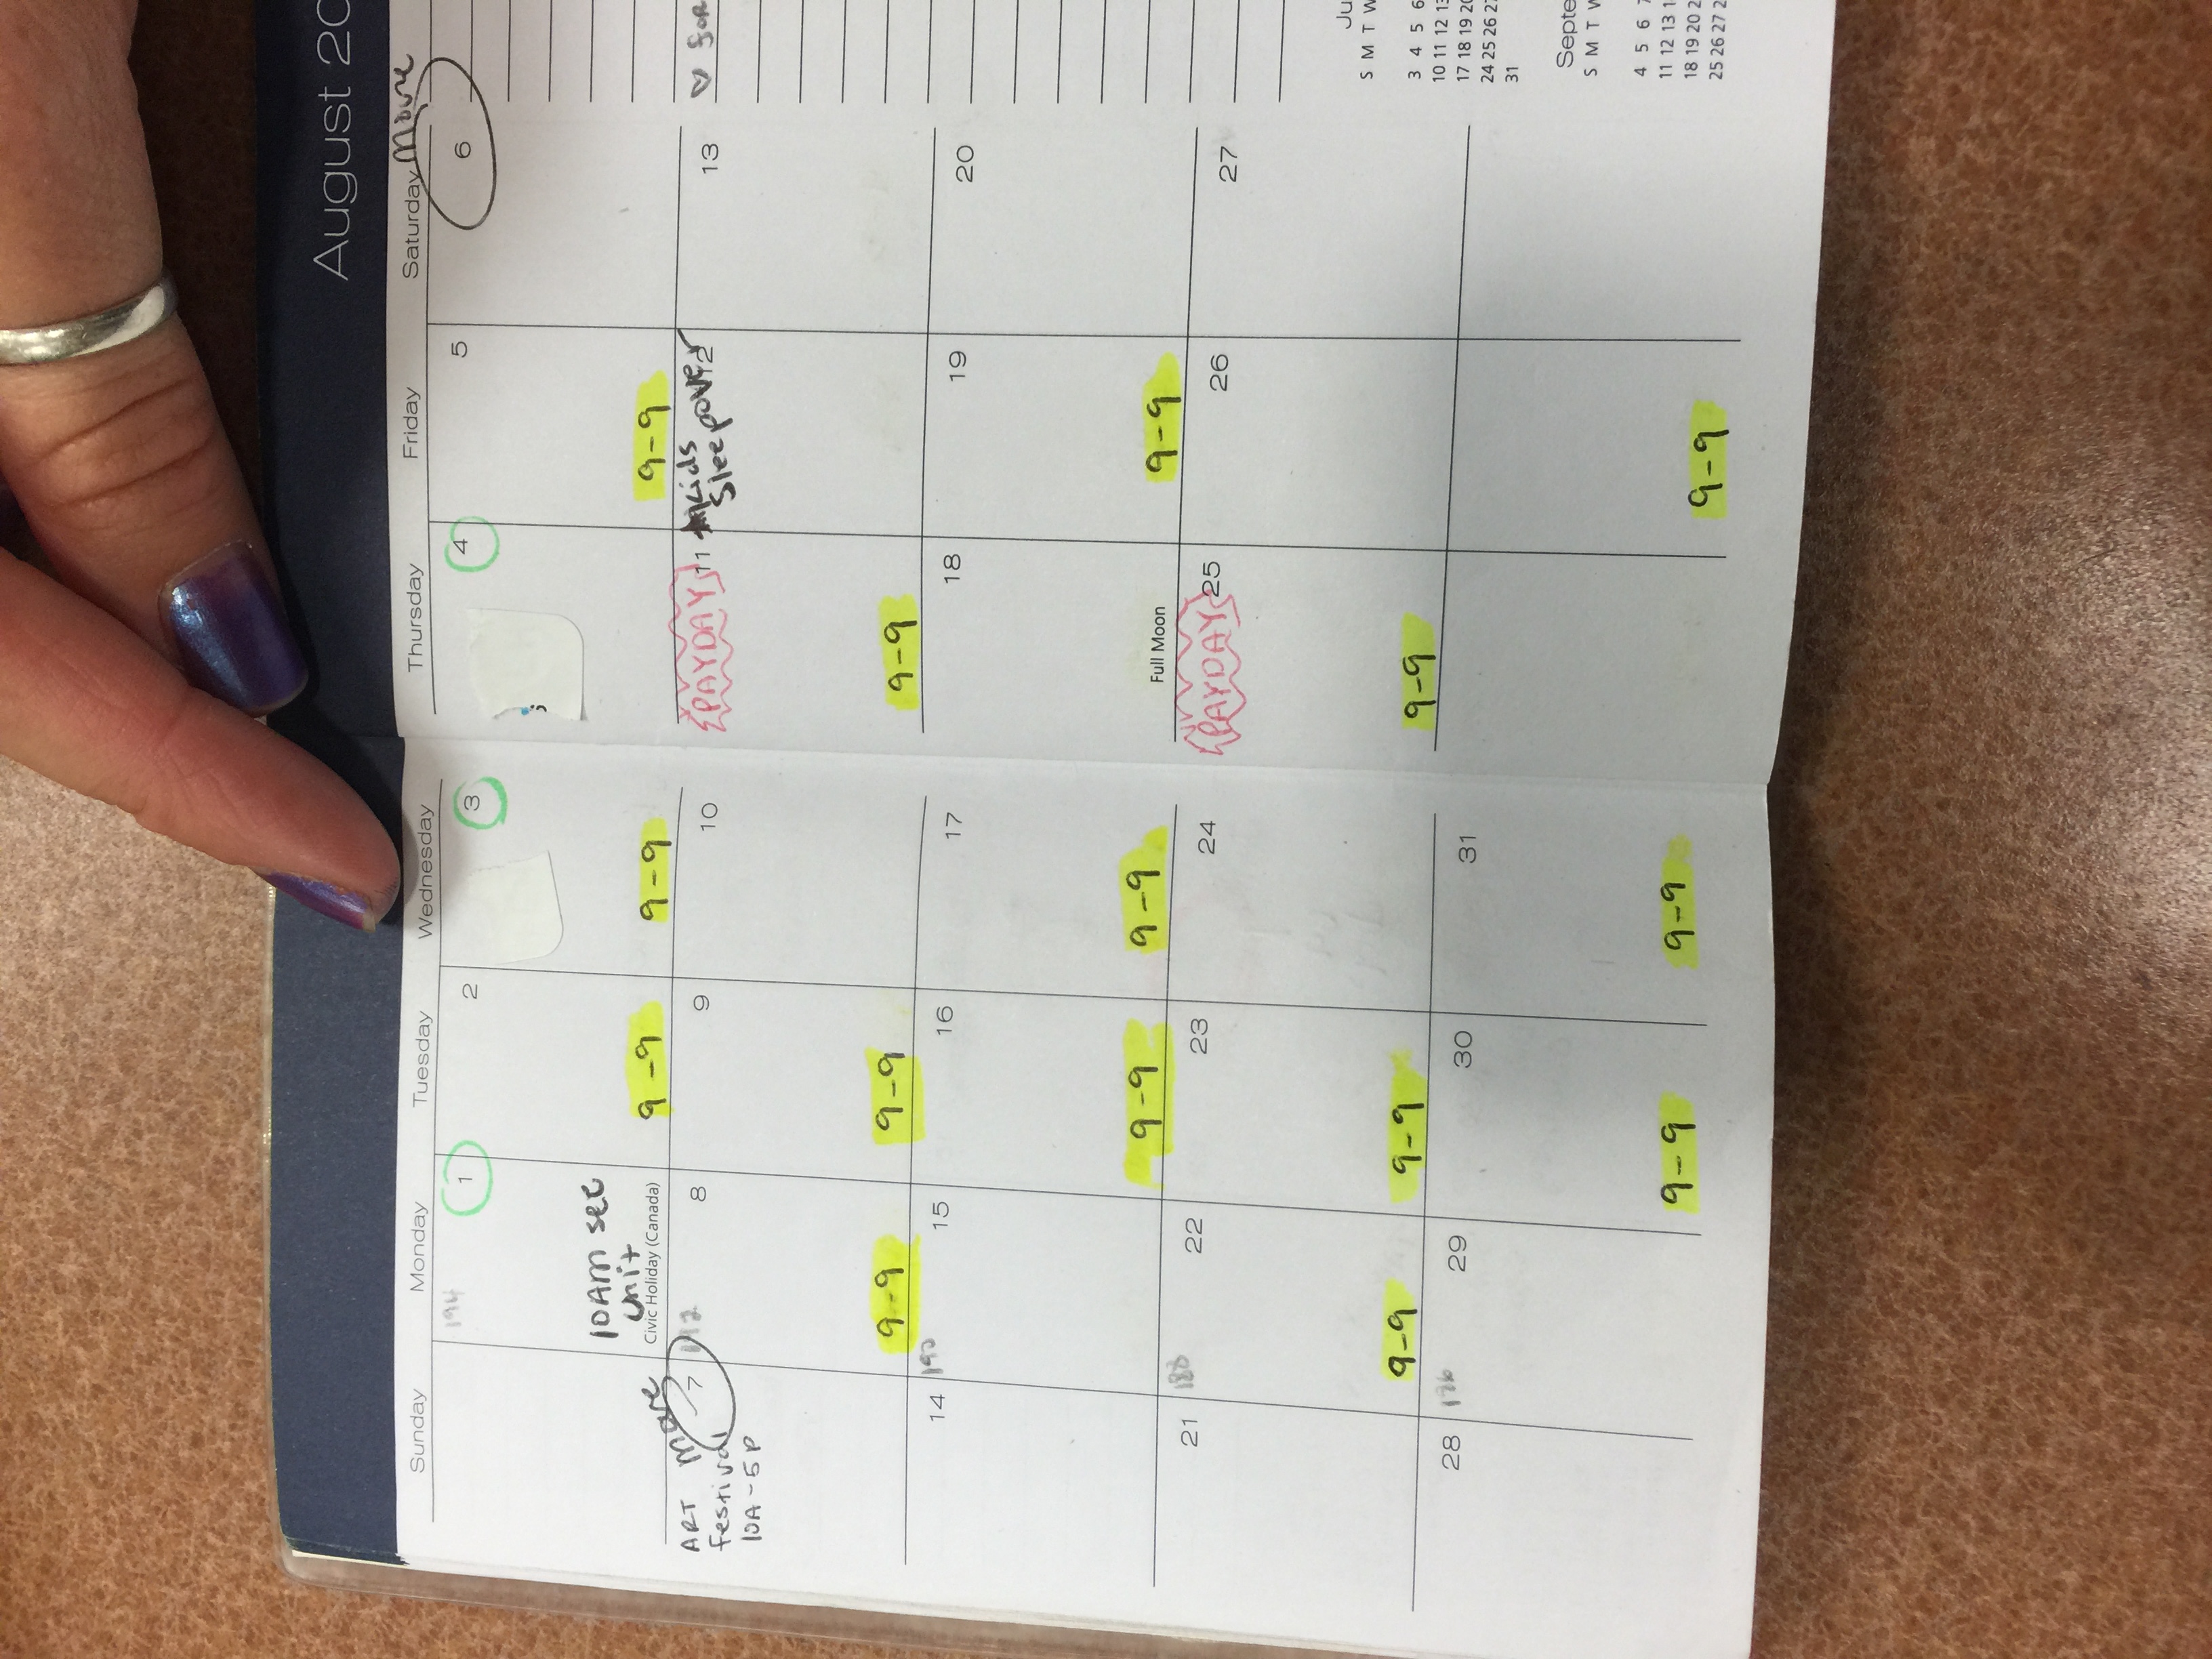 August 20
Sunday Monday Tuesday Wednesday Thursday Friday Saturday Move
194 1 2 3 4 5 6
10AM see
unit
Civic Holiday (Canada)
9-9 9-9 9-9
ART Move 7 192 8 9 10 PAYDAY 11 Kids 12 13 ♡ for
festival Sleepover
10A-5P
9-9 9-9 9-9
14 190 15 16 17 18 19 20
9-9 9-9 Full Moon 9-9
21 188 22 23 24 PAYDAY 25 26 27
9-9 9-9 9-9
28 29 30 31
9-9 9-9 9-9
Ju
S M T W
3 4 5 6
10 11 12 13
17 18 19 20
24 25 26 27
31
Septe
S M T W
4 5 6 7
11 12 13 1
18 19 20 2
25 26 27 2